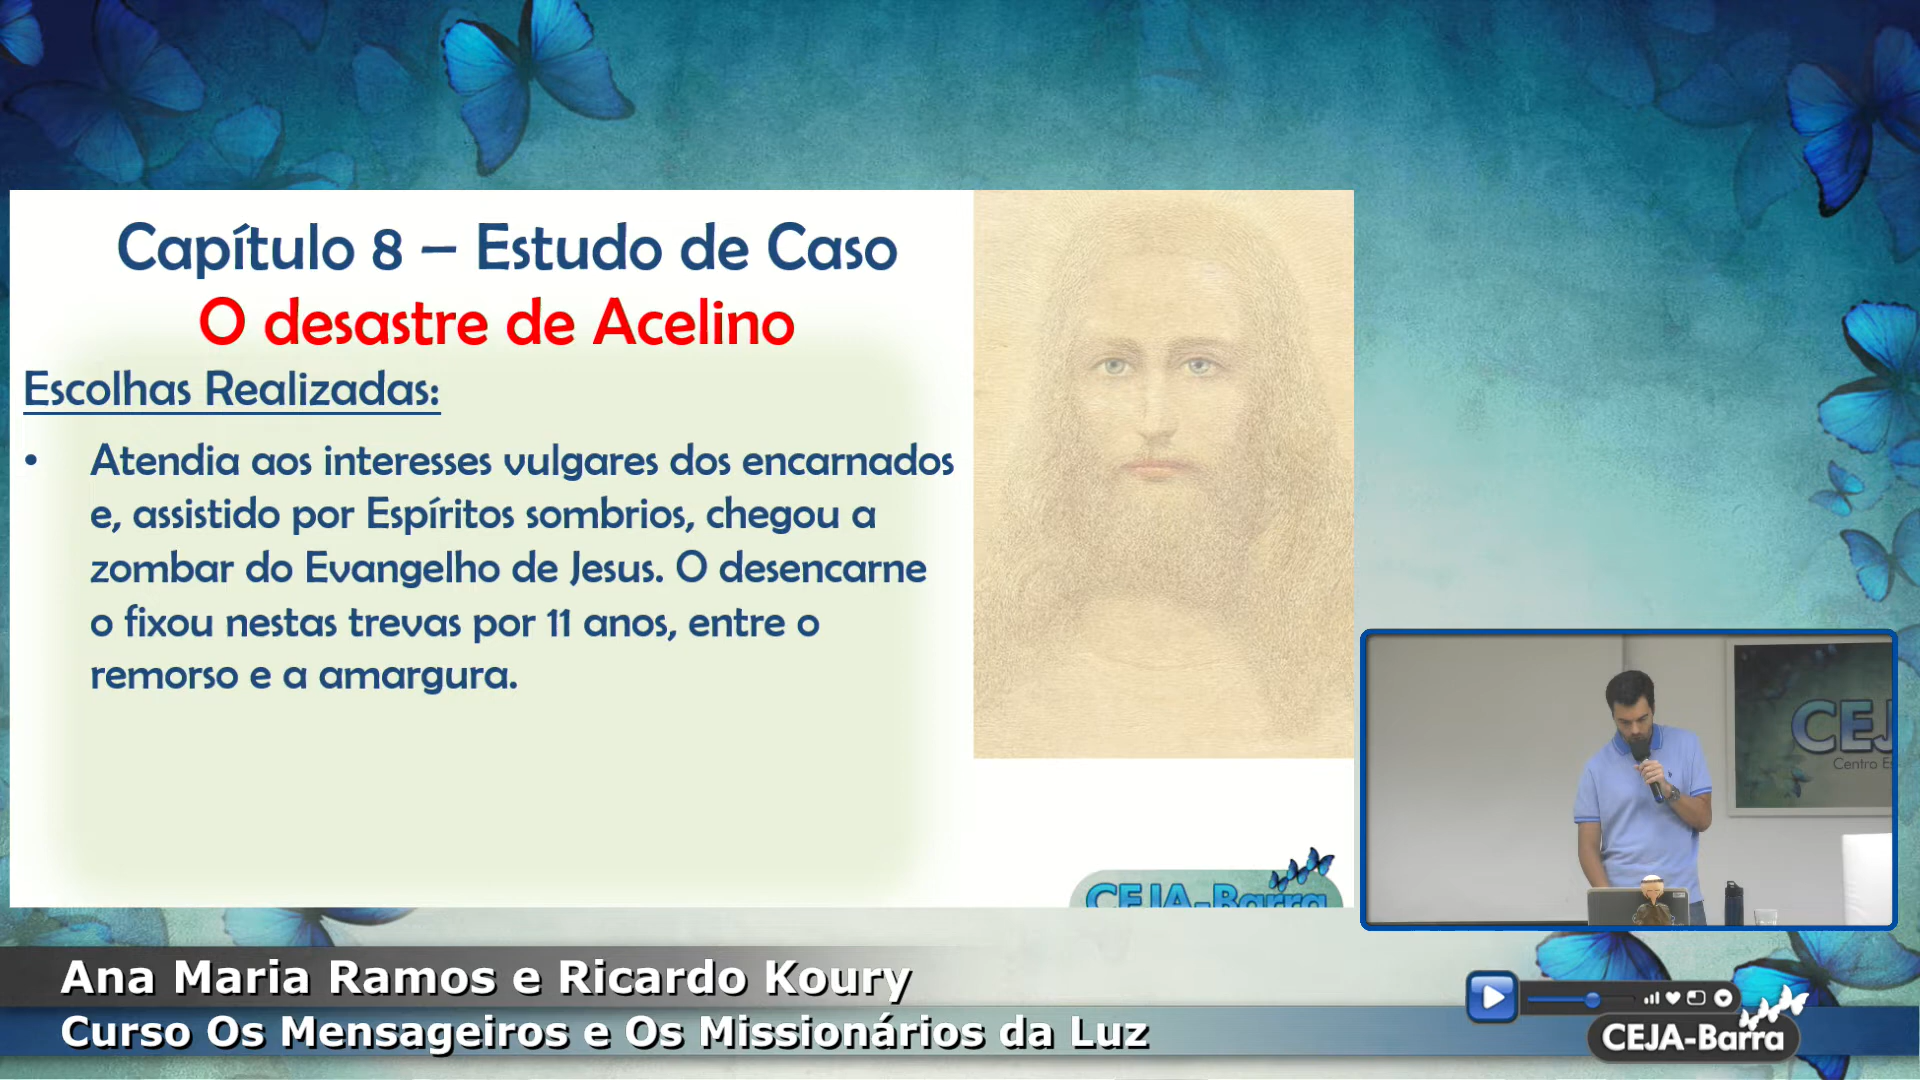 Capítulo 8 – Estudo de Caso
O desastre de Acelino
Escolhas Realizadas:
• Atendia aos interesses vulgares dos encarnados
e, assistido por Espíritos sombrios, chegou a
zombar do Evangelho de Jesus. O desencarne
o fixou nestas trevas por 11 anos, entre o
remorso e a amargura.
CEJA-Barra
CEJ
Centro E
Ana Maria Ramos e Ricardo Koury
Curso Os Mensageiros e Os Missionários da Luz
CEJA-Barra